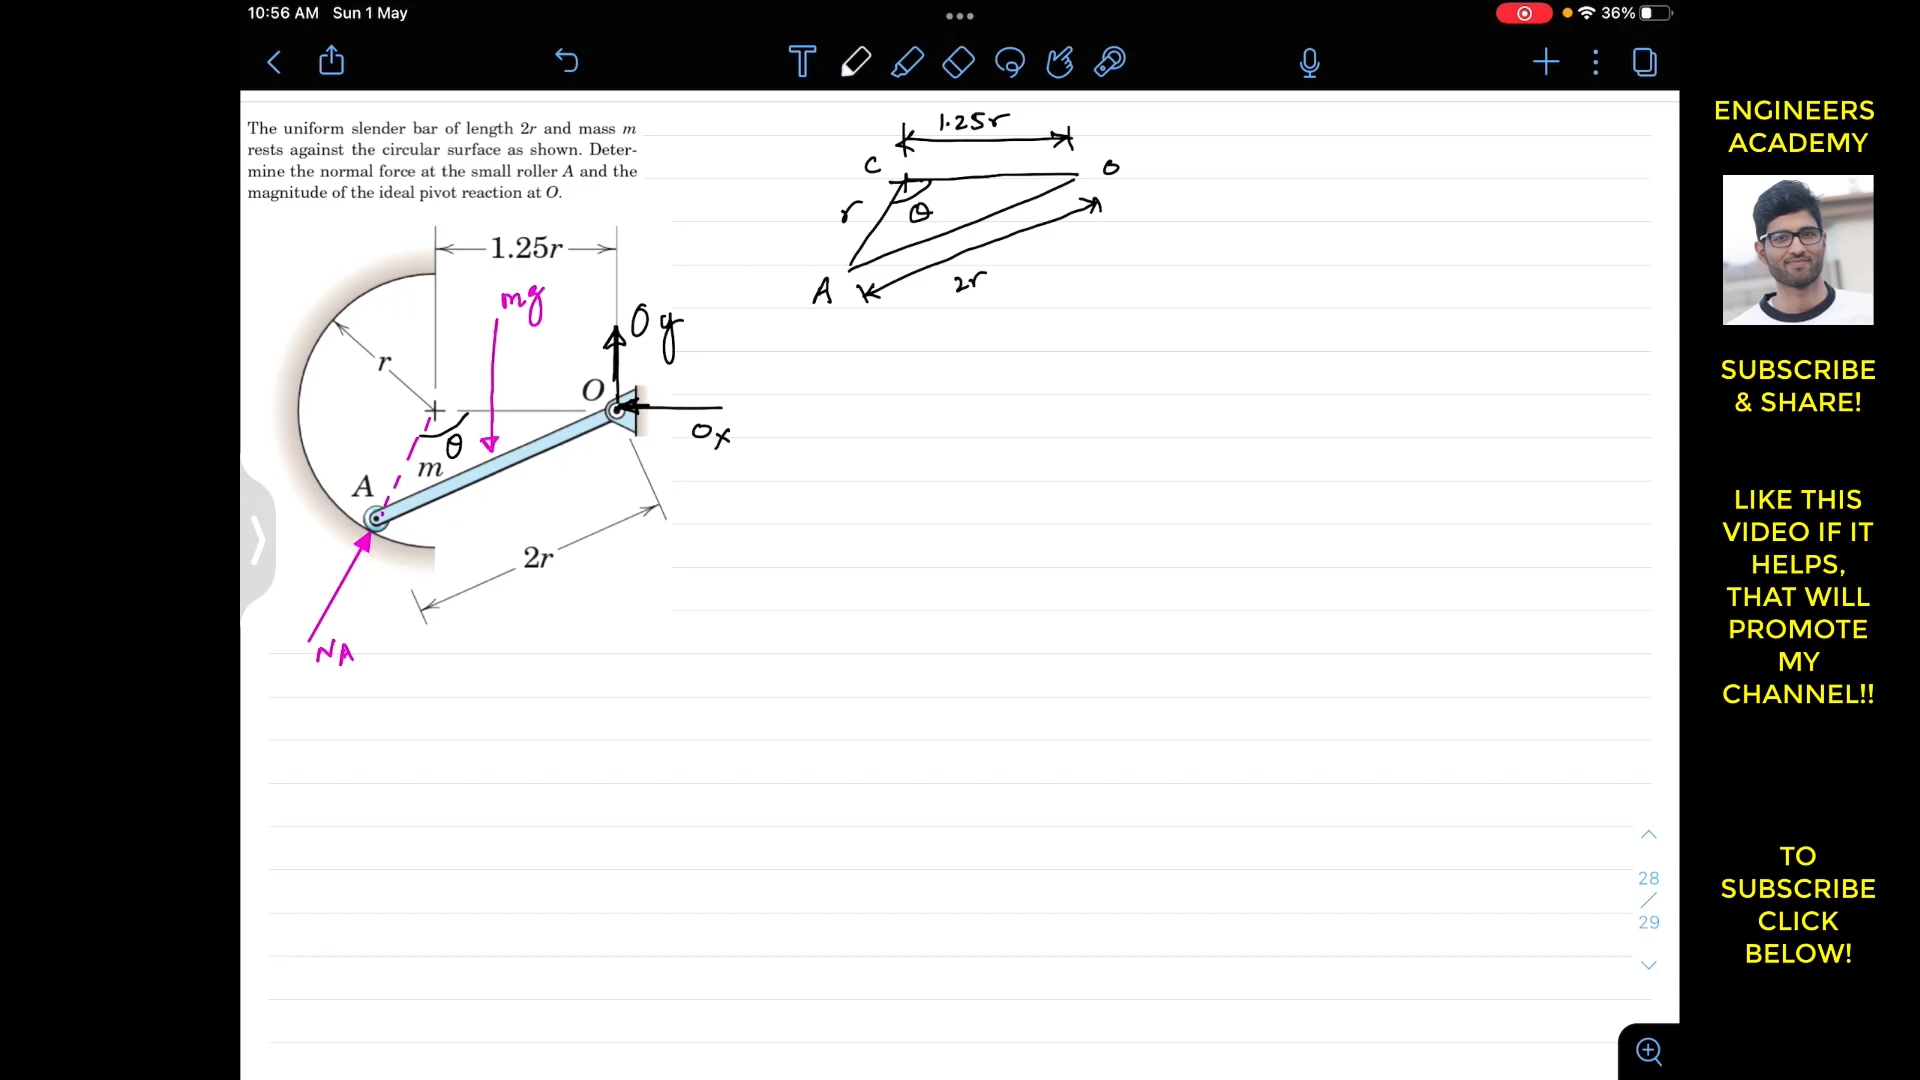 10:56 AM Sun 1 May
36%
The uniform slender bar of length 2r and mass m
rests against the circular surface as shown. Deter-
mine the normal force at the small roller A and the
magnitude of the ideal pivot reaction at O.
1.25r
mg
r
O
Oy
Ox
θ
m
A
2r
NA
1.25r
C
O
r
θ
A
2r
28
29
ENGINEERS
ACADEMY
SUBSCRIBE
& SHARE!
LIKE THIS
VIDEO IF IT
HELPS,
THAT WILL
PROMOTE
MY
CHANNEL!!
TO
SUBSCRIBE
CLICK
BELOW!